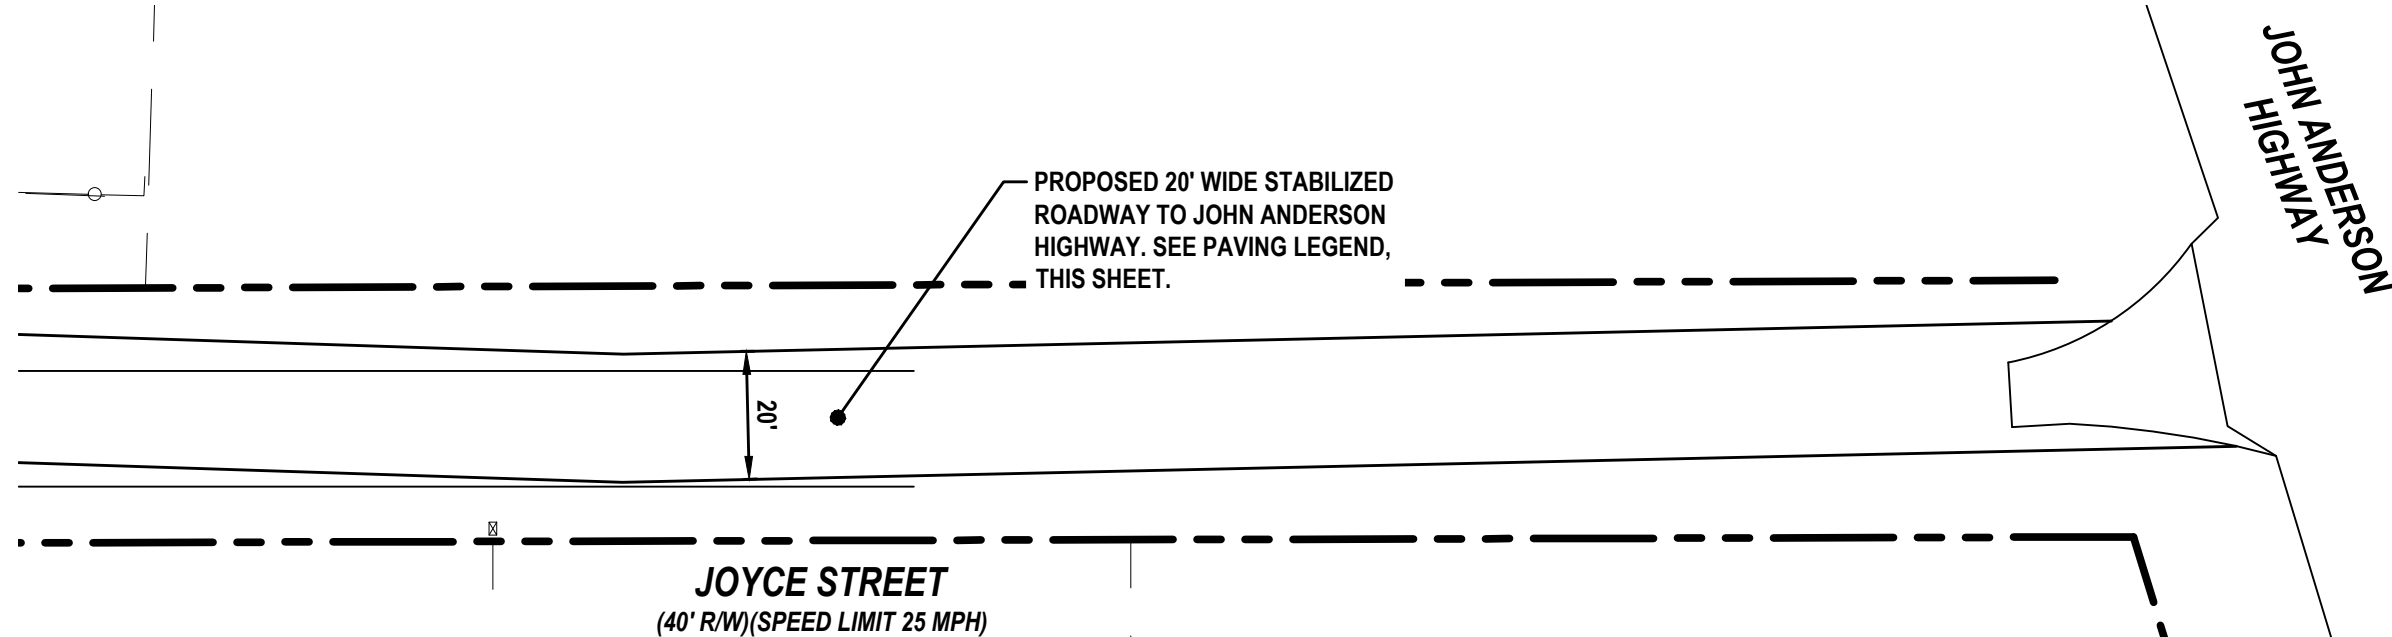 JOHN ANDERSON
HIGHWAY
PROPOSED 20' WIDE STABILIZED
ROADWAY TO JOHN ANDERSON
HIGHWAY. SEE PAVING LEGEND,
THIS SHEET.
20'
JOYCE STREET
(40' R/W)(SPEED LIMIT 25 MPH)